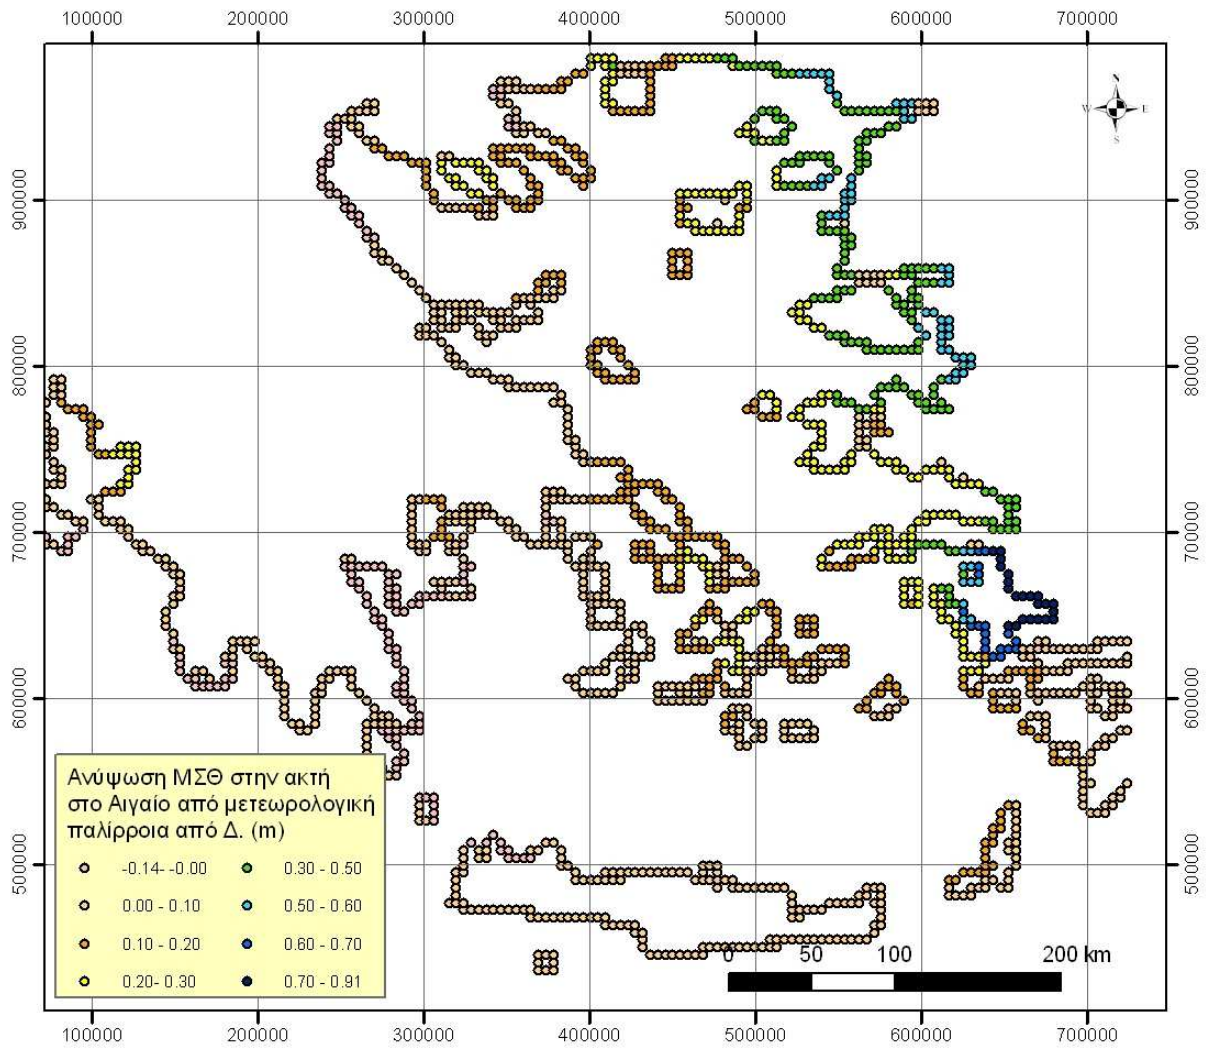 100000 200000 300000 400000 500000 600000 700000
N
W E
S
900000 900000
800000 800000
700000 700000
600000 600000
500000 500000
Ανύψωση ΜΣΘ στην ακτή
στο Αιγαίο από μετεωρολογική
παλίρροια από Δ. (m)
-0.14- -0.00 0.30 - 0.50
0.00 - 0.10 0.50 - 0.60
0.10 - 0.20 0.60 - 0.70
0.20- 0.30 0.70 - 0.91
0 50 100 200 km
100000 200000 300000 400000 500000 600000 700000